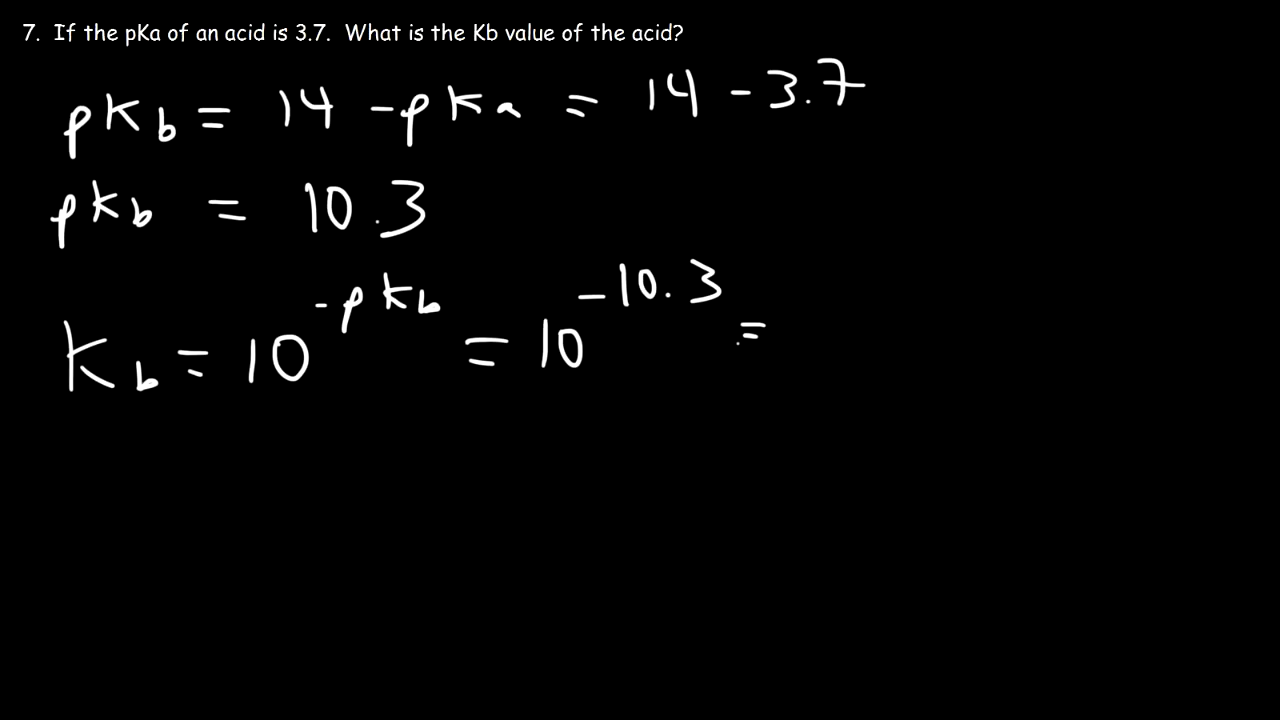 7. If the pKa of an acid is 3.7. What is the Kb value of the acid?
pKb = 14 - pKa = 14 - 3.7
pKb = 10.3
Kb = 10^-pKb = 10^-10.3 =